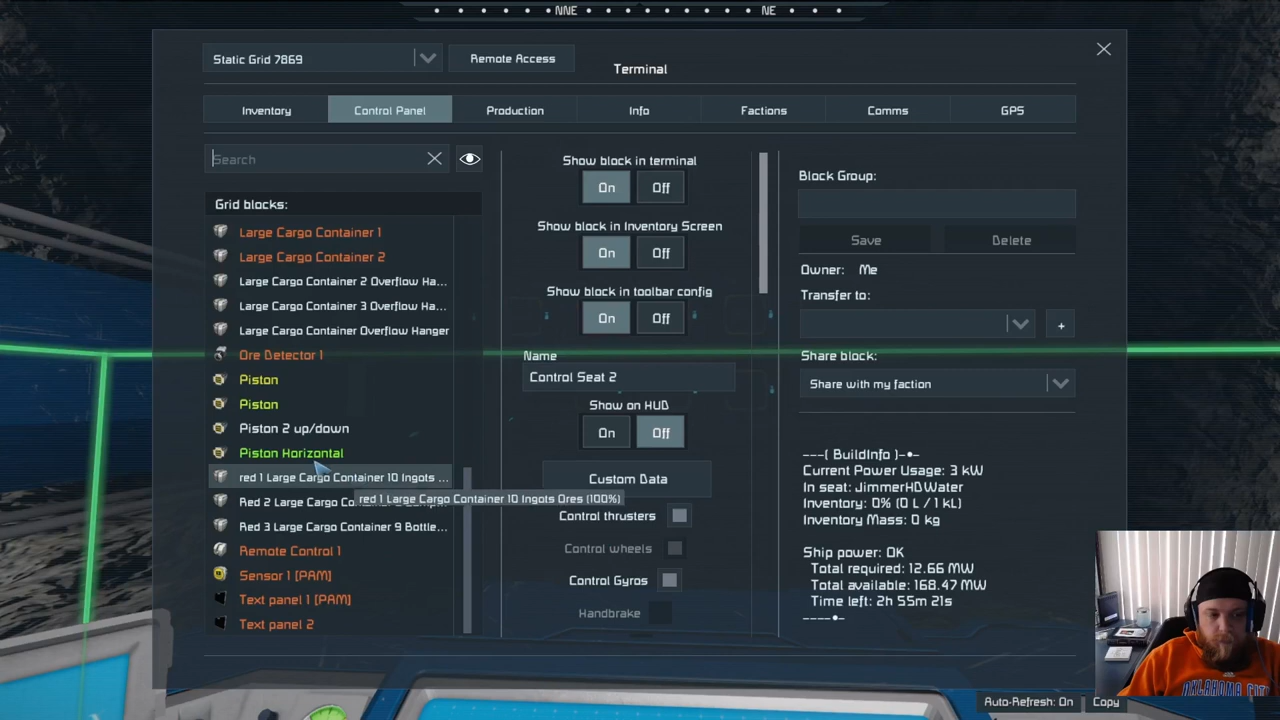 NNE NE
Static Grid 7869
Remote Access
Terminal
Inventory
Control Panel
Production
Info
Factions
Comms
GPS
Search
Grid blocks:
Large Cargo Container 1
Large Cargo Container 2
Large Cargo Container 2 Overflow Ha...
Large Cargo Container 3 Overflow Ha...
Large Cargo Container Overflow Hanger
Ore Detector 1
Piston
Piston
Piston 2 up/down
Piston Horizontal
red 1 Large Cargo Container 10 Ingots ...
red 1 Large Cargo Container 10 Ingots Ores (100%)
Red 2 Large Cargo
Red 3 Large Cargo Container 9 Bottle...
Remote Control 1
Sensor 1 [PAM]
Text panel 1 [PAM]
Text panel 2
Show block in terminal
On Off
Show block in Inventory Screen
On Off
Show block in toolbar config
On Off
Name
Control Seat 2
Show on HUD
On Off
Custom Data
Control thrusters
Control wheels
Control Gyros
Handbrake
Block Group:
Save
Delete
Owner: Me
Transfer to:
+
Share block:
Share with my faction
---( BuildInfo )-•-
Current Power Usage: 3 kW
In seat: JimmerHDWater
Inventory: 0% (0 L / 1 kL)
Inventory Mass: 0 kg
Ship power: OK
Total required: 12.66 MW
Total available: 168.47 MW
Time left: 2h 55m 21s
----•-
Auto-Refresh: On
Copy
OKLAHOMA CIT